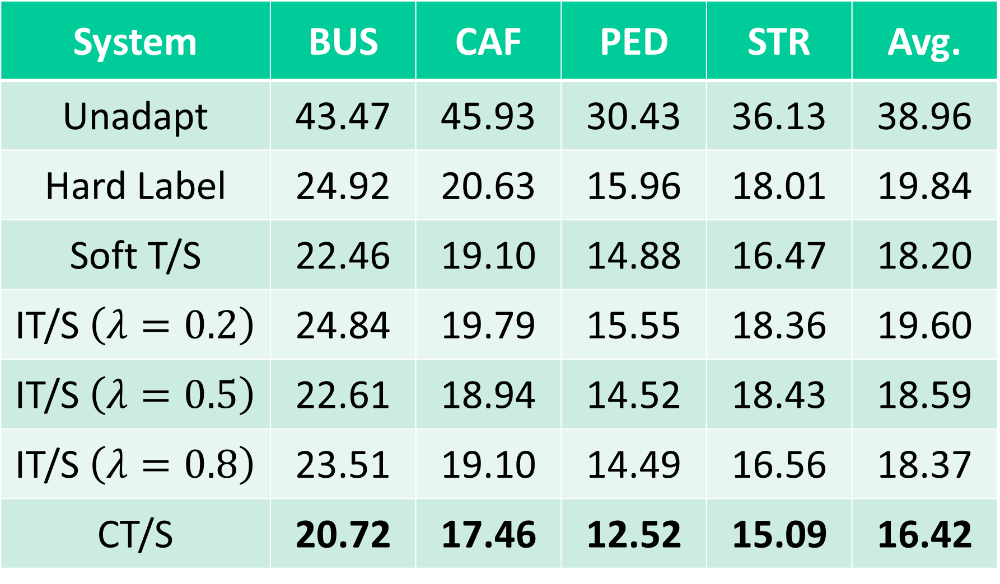 System BUS CAF PED STR Avg.
Unadapt 43.47 45.93 30.43 36.13 38.96
Hard Label 24.92 20.63 15.96 18.01 19.84
Soft T/S 22.46 19.10 14.88 16.47 18.20
IT/S (λ = 0.2) 24.84 19.79 15.55 18.36 19.60
IT/S (λ = 0.5) 22.61 18.94 14.52 18.43 18.59
IT/S (λ = 0.8) 23.51 19.10 14.49 16.56 18.37
CT/S 20.72 17.46 12.52 15.09 16.42